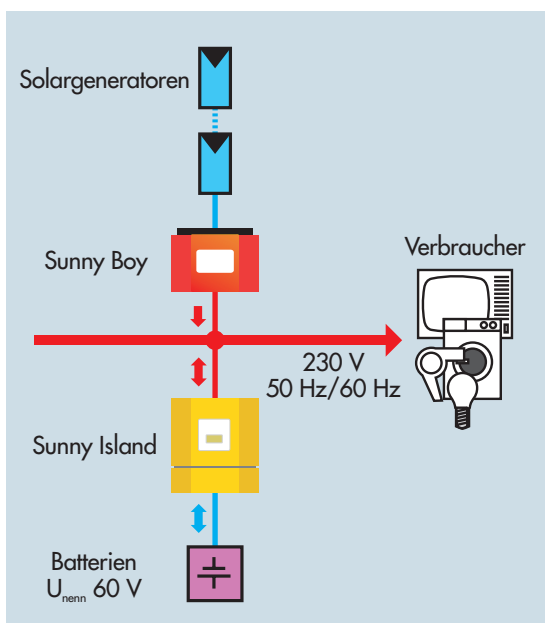 Solargeneratoren
Sunny Boy
Verbraucher
230 V
50 Hz/60 Hz
Sunny Island
Batterien
Unenn 60 V